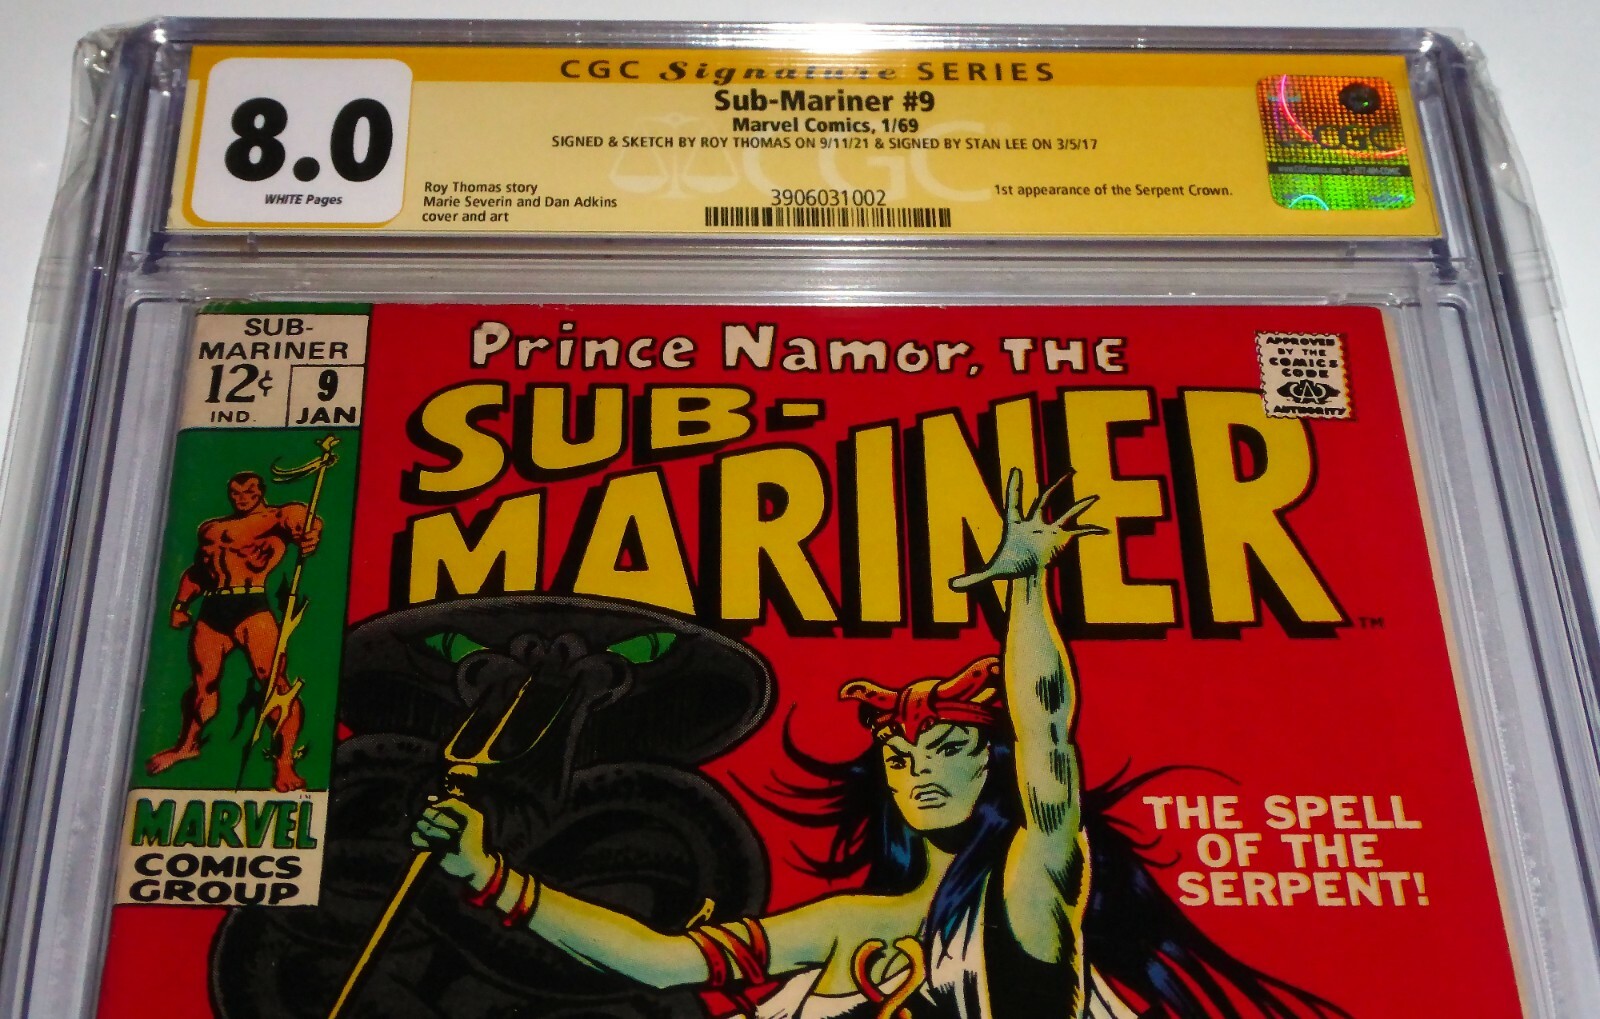 CGC Signature SERIES
Sub-Mariner #9
Marvel Comics, 1/69
SIGNED & SKETCH BY ROY THOMAS ON 9/11/21 & SIGNED BY STAN LEE ON 3/5/17
8.0
WHITE Pages
Roy Thomas story
Marie Severin and Dan Adkins
cover and art
CGC
3906031002
1st appearance of the Serpent Crown.
CGC
SUB-
MARINER
12¢
IND.
9
JAN
Prince Namor, THE
SUB-
MARINER
TM
APPROVED
BY THE
COMICS
CODE
CA
AUTHORITY
MARVEL
COMICS
GROUP
THE SPELL
OF THE
SERPENT!